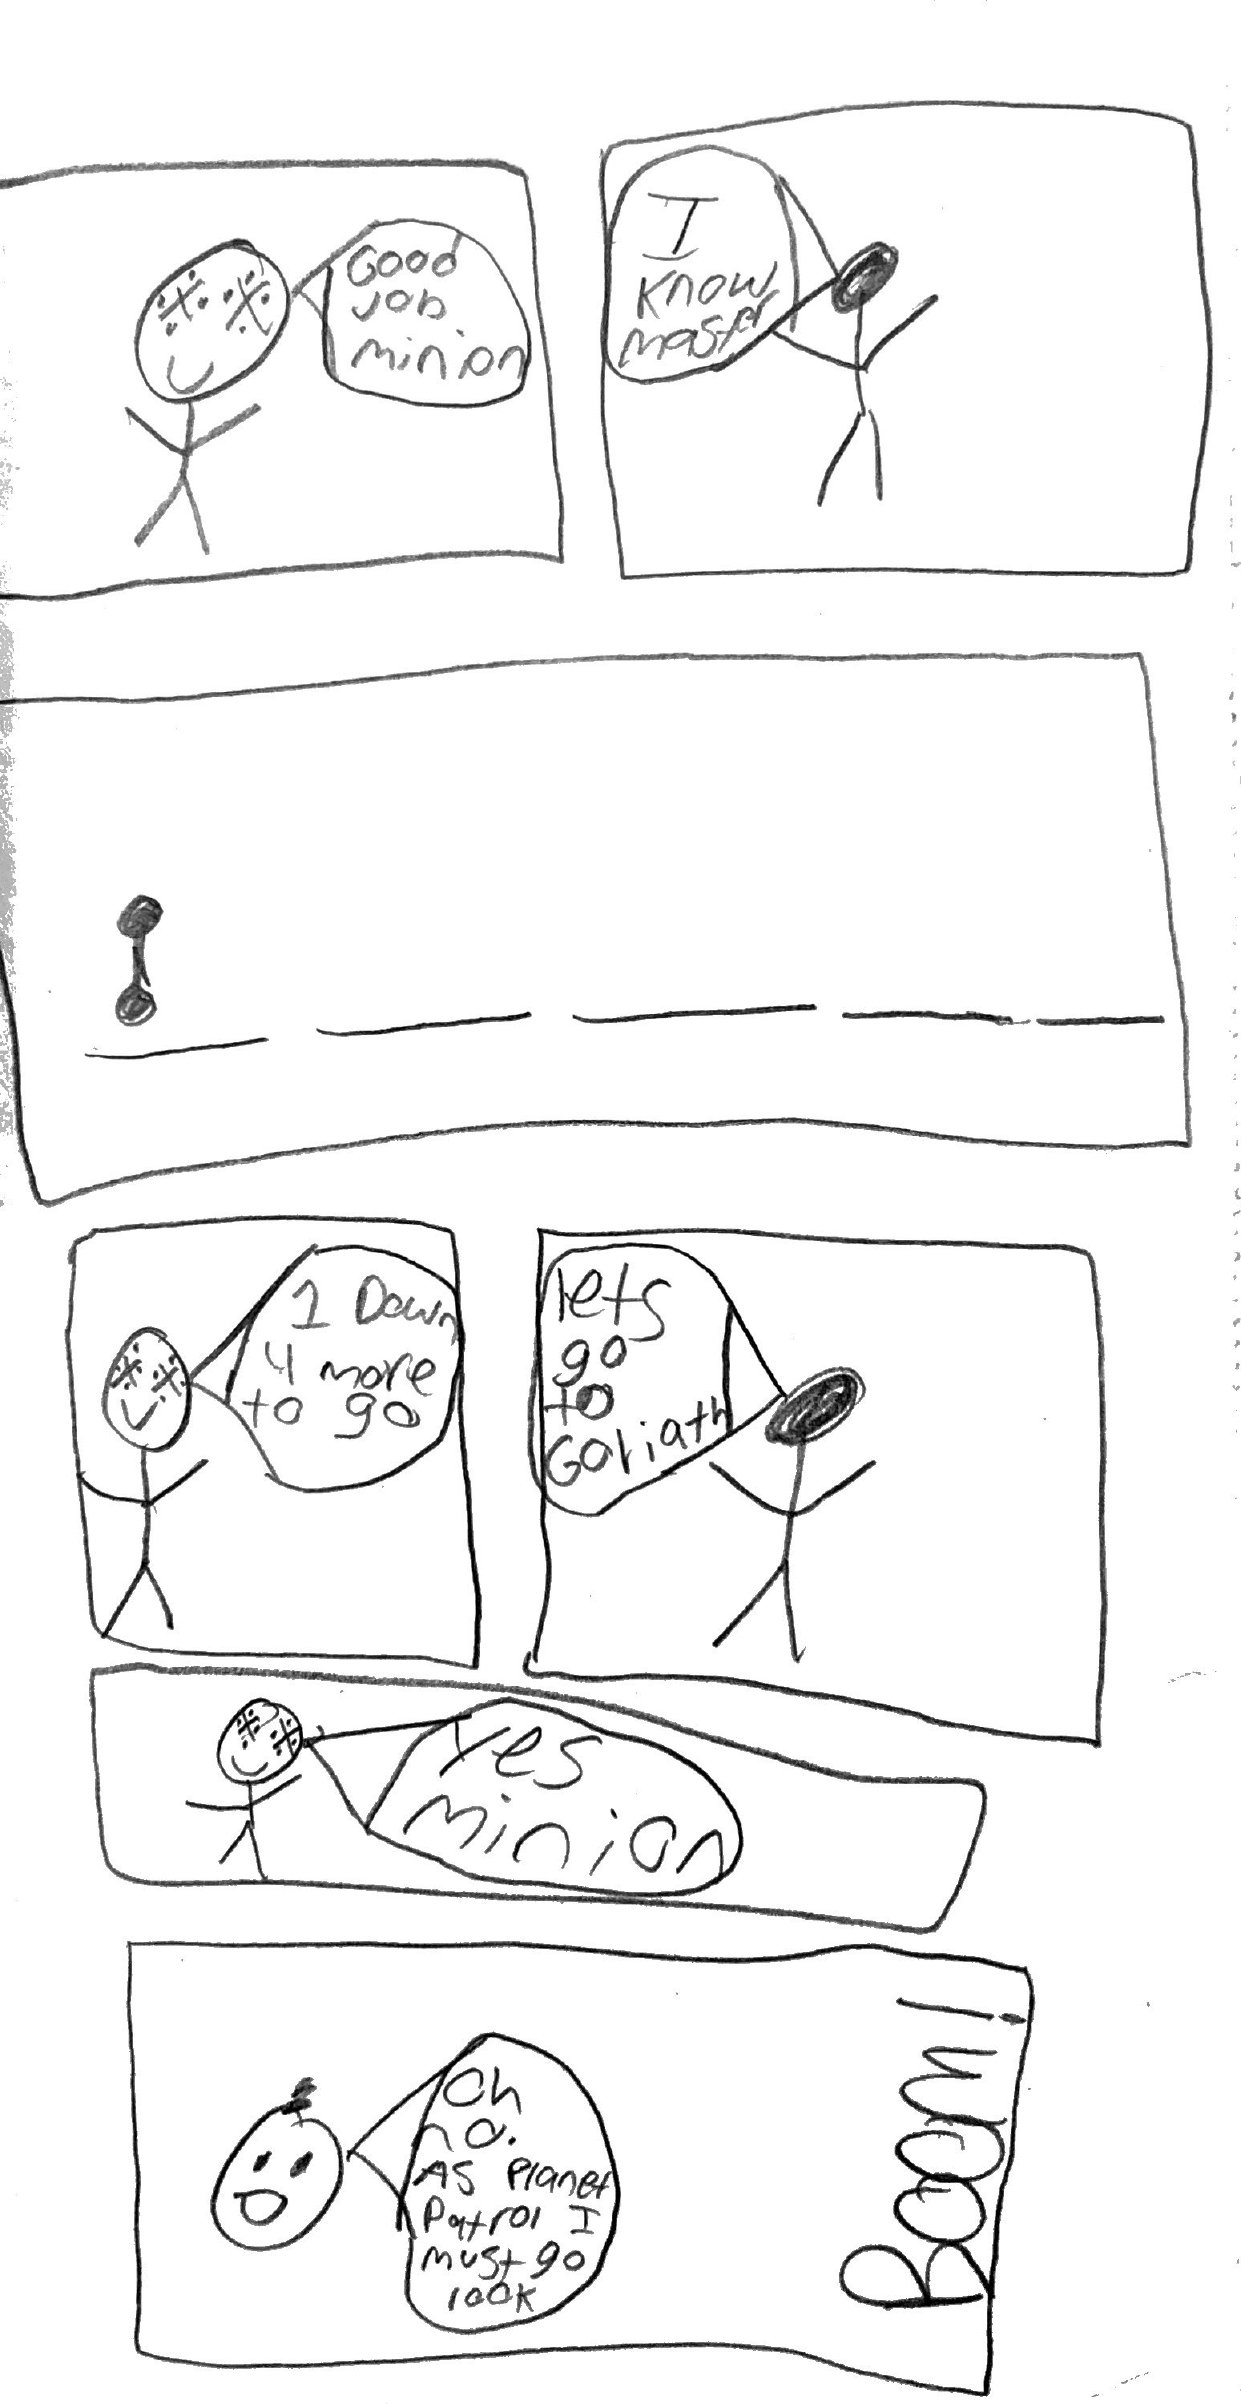 Good
Job
minion
I
know
master
1 Down
4 more
to go
lets
go
to
Goliath
Yes
minion
Oh
no.
AS Planet
Patrol I
must go
look
Boom!